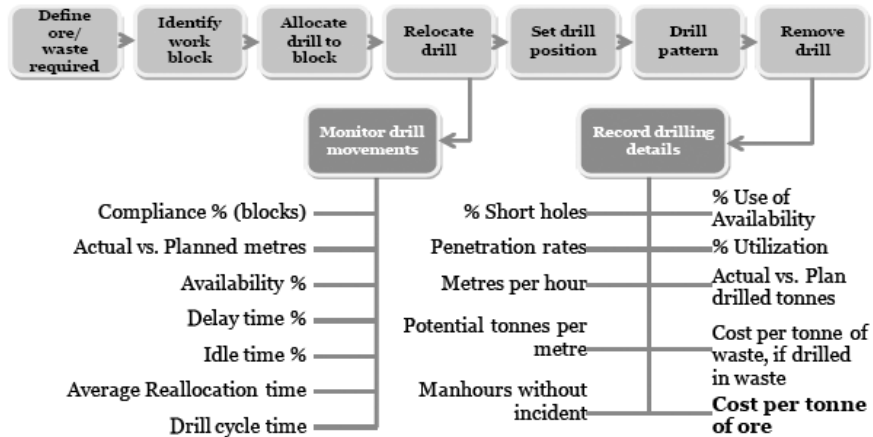 Define
ore/
waste
required
Identify
work
block
Allocate
drill to
block
Relocate
drill
Set drill
position
Drill
pattern
Remove
drill
Monitor drill
movements
Compliance % (blocks)
Actual vs. Planned metres
Availability %
Delay time %
Idle time %
Average Reallocation time
Drill cycle time
Record drilling
details
% Short holes
Penetration rates
Metres per hour
Potential tonnes per
metre
Manhours without
incident
% Use of
Availability
% Utilization
Actual vs. Plan
drilled tonnes
Cost per tonne of
waste, if drilled
in waste
Cost per tonne
of ore